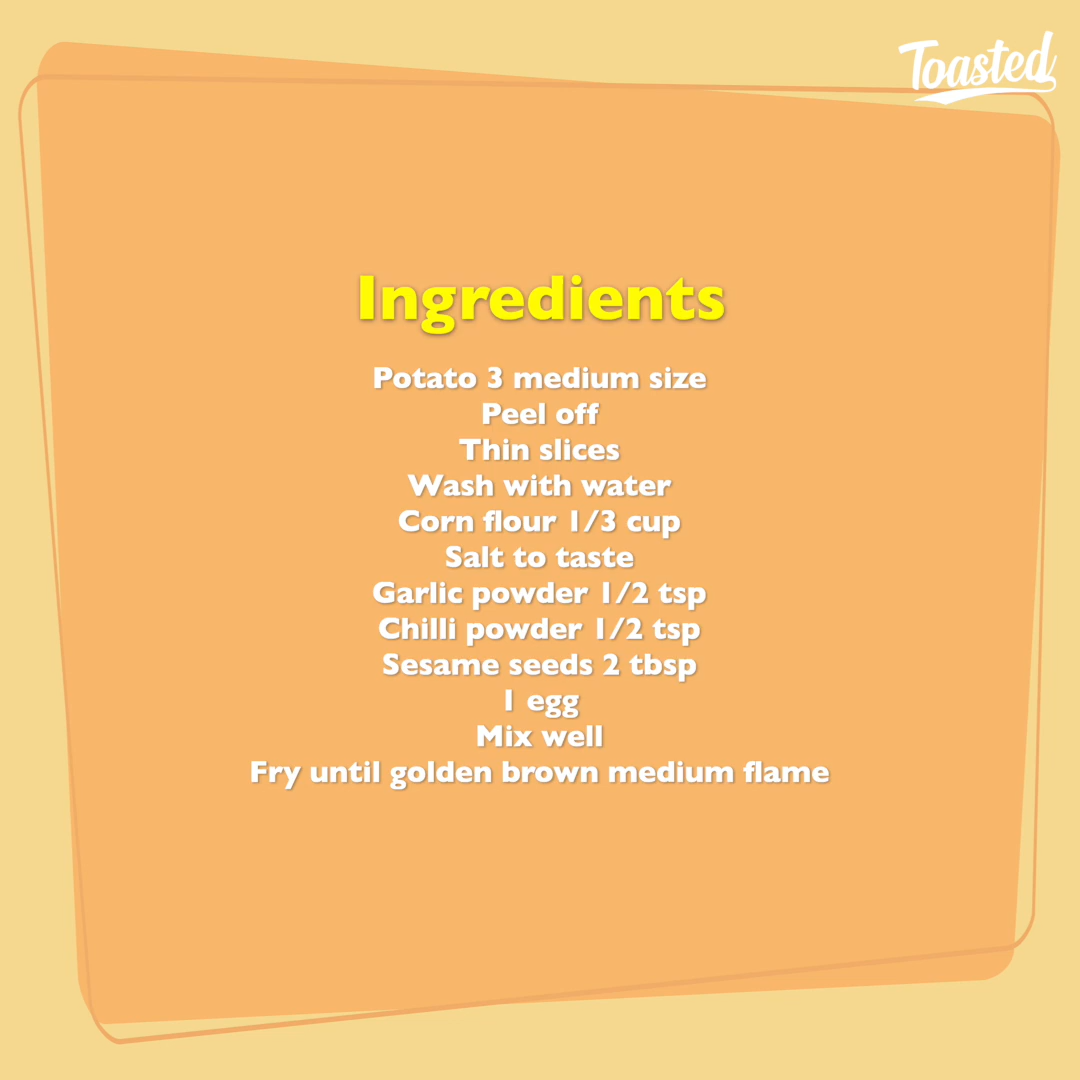 Toasted
Ingredients
Potato 3 medium size
Peel off
Thin slices
Wash with water
Corn flour 1/3 cup
Salt to taste
Garlic powder 1/2 tsp
Chilli powder 1/2 tsp
Sesame seeds 2 tbsp
1 egg
Mix well
Fry until golden brown medium flame